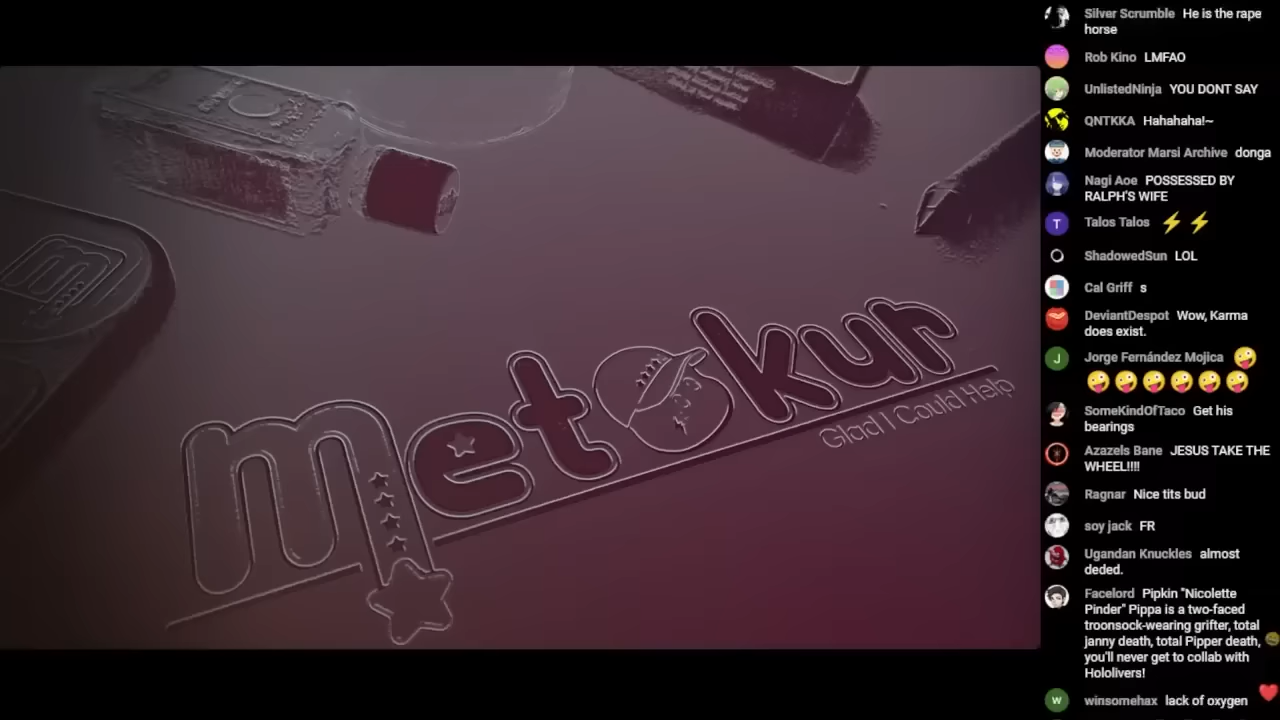 metokur
Glad I Could Help
Silver Scrumble He is the rape
horse
Rob Kino LMFAO
UnlistedNinja YOU DONT SAY
QNTKKA Hahahaha!~
Moderator Marsi Archive donga
Nagi Aoe POSSESSED BY
RALPH'S WIFE
Talos Talos ⚡⚡
ShadowedSun LOL
Cal Griff s
DeviantDespot Wow, Karma
does exist.
Jorge Fernández Mojica 🤪
🤪🤪🤪🤪🤪🤪
SomeKindOfTaco Get his
bearings
Azazels Bane JESUS TAKE THE
WHEEL!!!!
Ragnar Nice tits bud
soy jack FR
Ugandan Knuckles almost
deded.
Facelord Pipkin "Nicolette
Pinder" Pippa is a two-faced
troonsock-wearing grifter, total
janny death, total Pipper death,
you'll never get to collab with
Hololivers!
winsomehax lack of oxygen